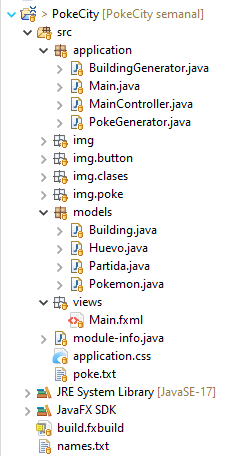 > PokeCity [PokeCity semanal]
src
application
BuildingGenerator.java
Main.java
MainController.java
PokeGenerator.java
img
img.button
img.clases
img.poke
models
Building.java
Huevo.java
Partida.java
Pokemon.java
views
Main.fxml
module-info.java
application.css
poke.txt
JRE System Library [JavaSE-17]
JavaFX SDK
build.fxbuild
names.txt